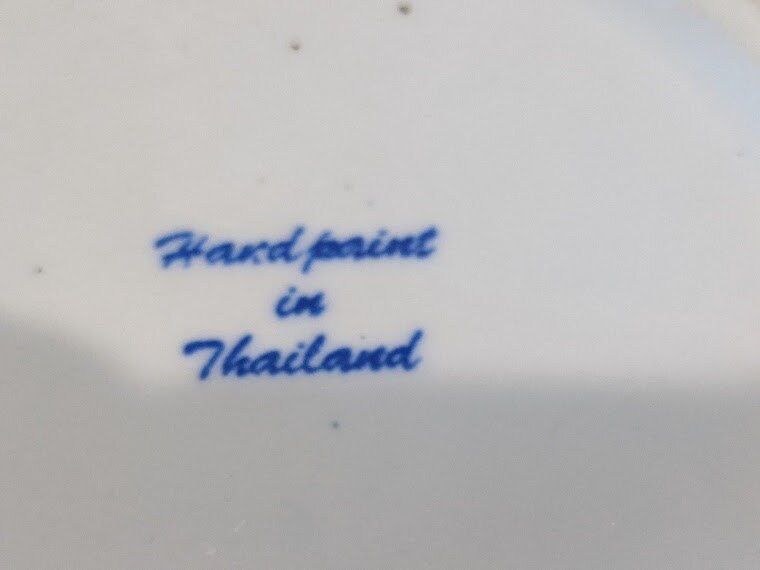 Hand paint
in
Thailand